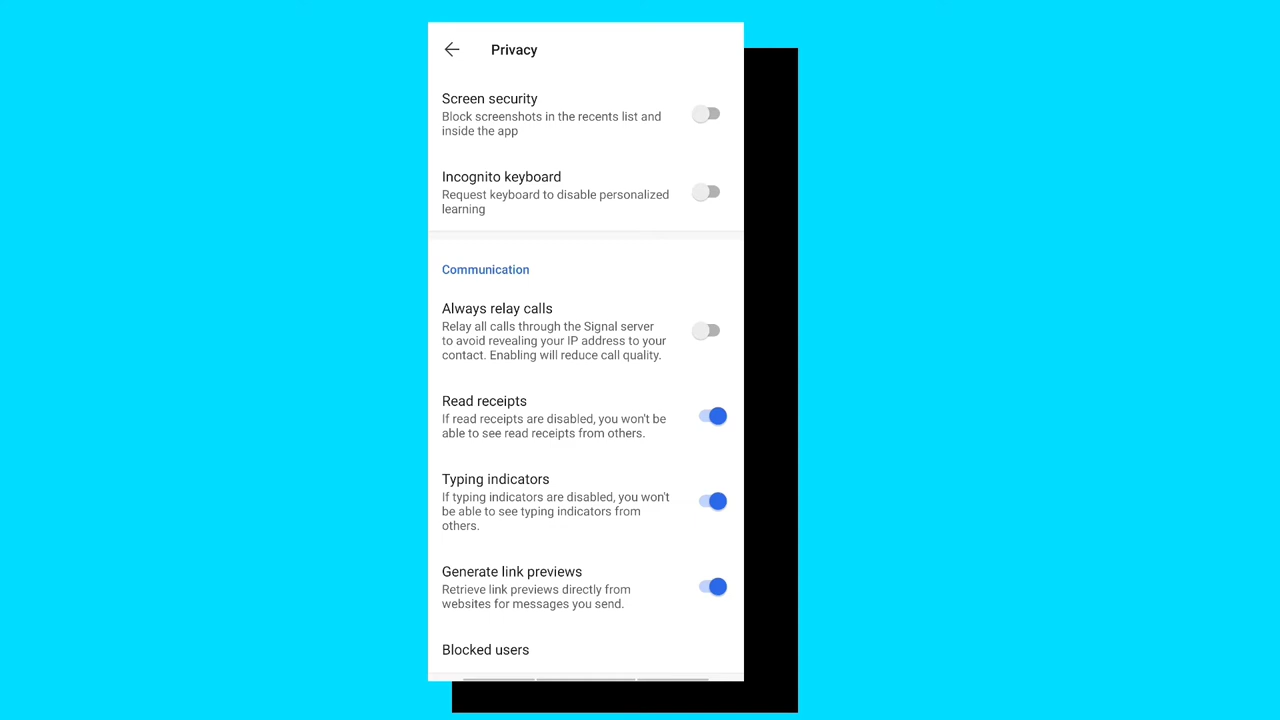 Privacy
Screen security
Block screenshots in the recents list and
inside the app
Incognito keyboard
Request keyboard to disable personalized
learning
Communication
Always relay calls
Relay all calls through the Signal server
to avoid revealing your IP address to your
contact. Enabling will reduce call quality.
Read receipts
If read receipts are disabled, you won't be
able to see read receipts from others.
Typing indicators
If typing indicators are disabled, you won't
be able to see typing indicators from
others.
Generate link previews
Retrieve link previews directly from
websites for messages you send.
Blocked users